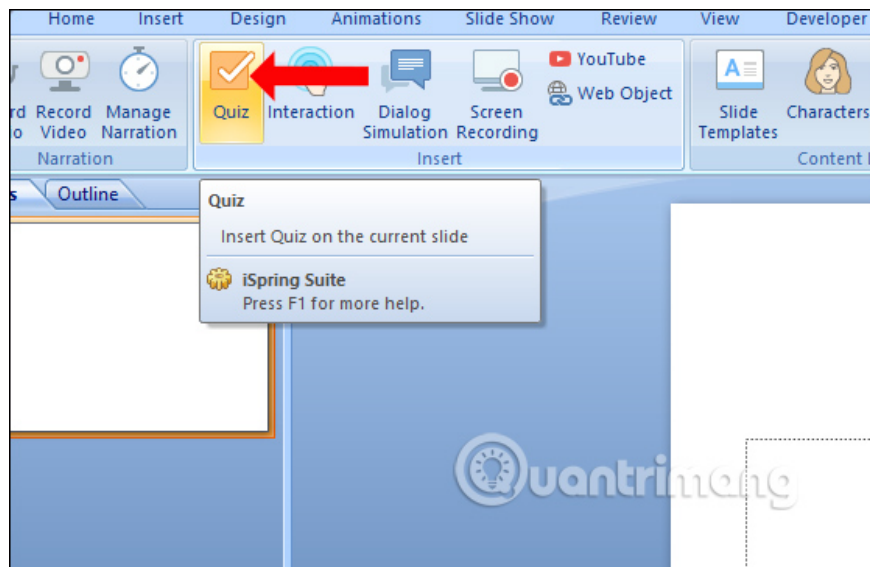 Home Insert Design Animations Slide Show Review View Developer
YouTube
Web Object
Record Manage
Video Narration
Quiz Interaction Dialog Screen
Simulation Recording
Slide Characters
Templates
Narration Insert Content
Outline
Quiz
Insert Quiz on the current slide
iSpring Suite
Press F1 for more help.
Quantrimang